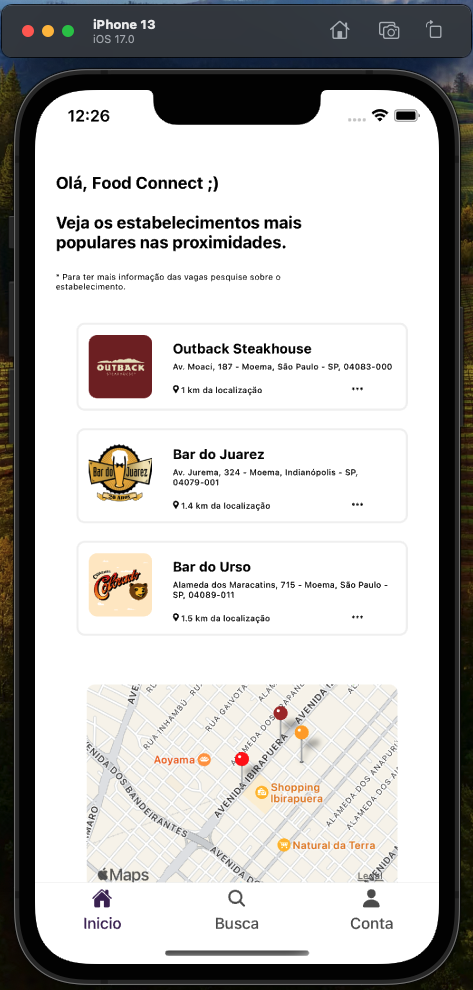 iPhone 13
iOS 17.0
12:26
Olá, Food Connect ;)
Veja os estabelecimentos mais
populares nas proximidades.
* Para ter mais informação das vagas pesquise sobre o
estabelecimento.
OUTBACK
STEAKHOUSE
Outback Steakhouse
Av. Moaci, 187 - Moema, São Paulo - SP, 04083-000
1 km da localização
Bar do Juarez
20 Anos
Bar do Juarez
Av. Jurema, 324 - Moema, Indianópolis - SP,
04079-001
1.4 km da localização
Colorado
Bar do Urso
Alameda dos Maracatins, 715 - Moema, São Paulo -
SP, 04089-011
1.5 km da localização
RUA INHAMBÚ
RUA GAIVOTA
AVENIDA IBIRAPUERA
Aoyama
AVENIDA IBIRAPUERA
Shopping
Ibirapuera
AVENIDA DOS BANDEIRANTES
ALAMEDA DOS ANAPURUS
Natural da Terra
Maps
Legal
Inicio
Busca
Conta